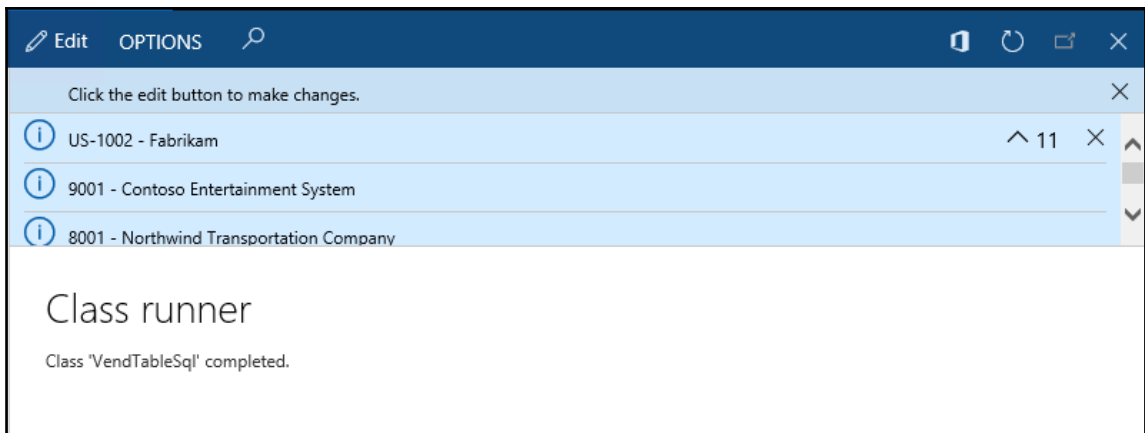 Edit OPTIONS
Click the edit button to make changes.
US-1002 - Fabrikam 11
9001 - Contoso Entertainment System
8001 - Northwind Transportation Company
Class runner
Class 'VendTableSql' completed.